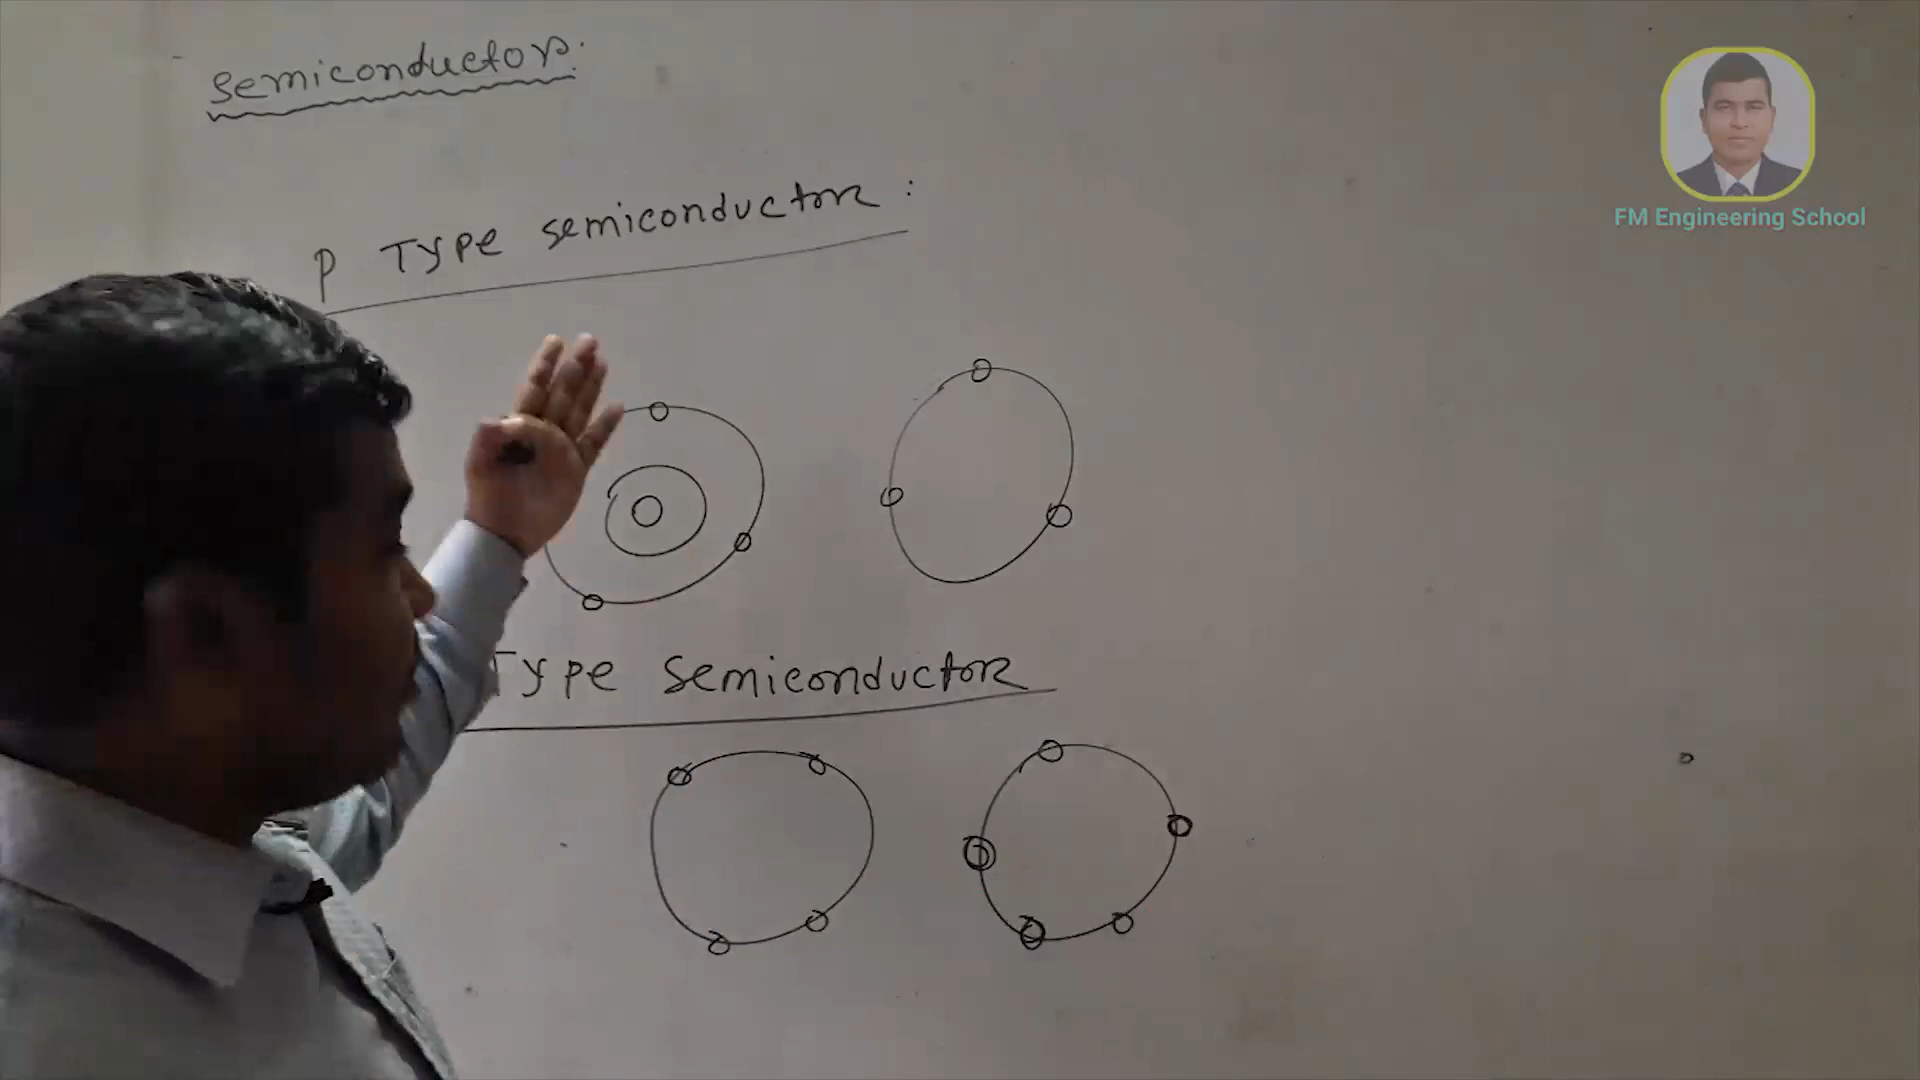 semiconductor:
FM Engineering School
P Type semiconductor:
Type semiconductor